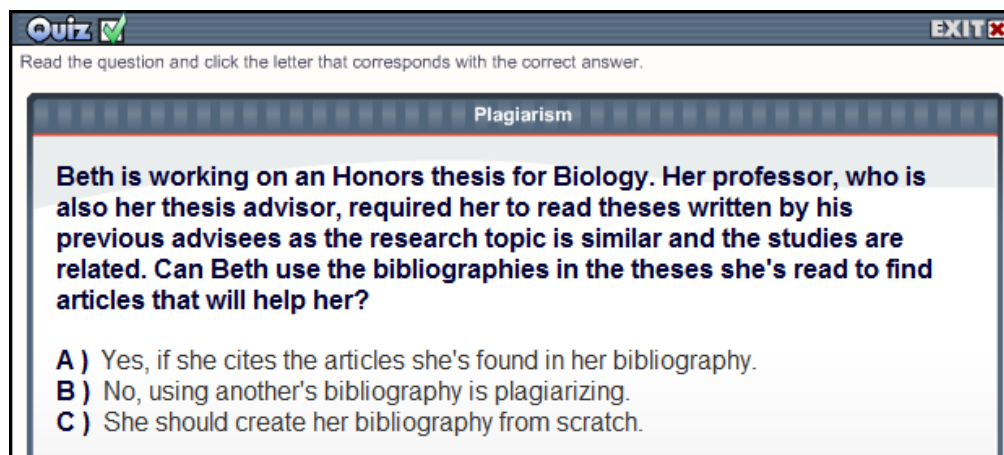 Quiz
EXIT
Read the question and click the letter that corresponds with the correct answer.
Plagiarism
Beth is working on an Honors thesis for Biology. Her professor, who is
also her thesis advisor, required her to read theses written by his
previous advisees as the research topic is similar and the studies are
related. Can Beth use the bibliographies in the theses she's read to find
articles that will help her?
A ) Yes, if she cites the articles she's found in her bibliography.
B ) No, using another's bibliography is plagiarizing.
C ) She should create her bibliography from scratch.